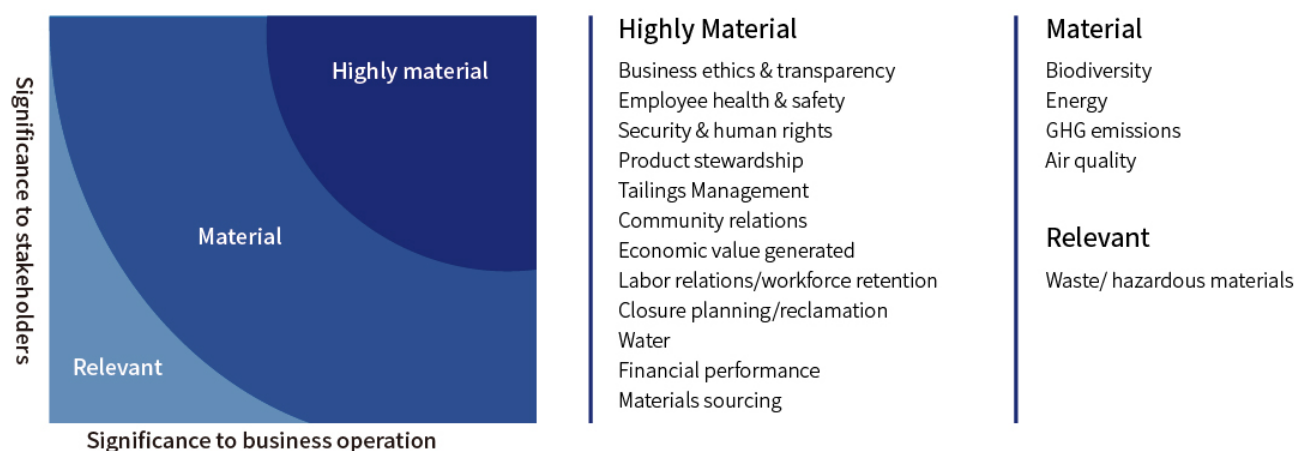 Significance to stakeholders
Highly material
Material
Relevant
Significance to business operation
Highly Material
Business ethics & transparency
Employee health & safety
Security & human rights
Product stewardship
Tailings Management
Community relations
Economic value generated
Labor relations/workforce retention
Closure planning/reclamation
Water
Financial performance
Materials sourcing
Material
Biodiversity
Energy
GHG emissions
Air quality
Relevant
Waste/ hazardous materials